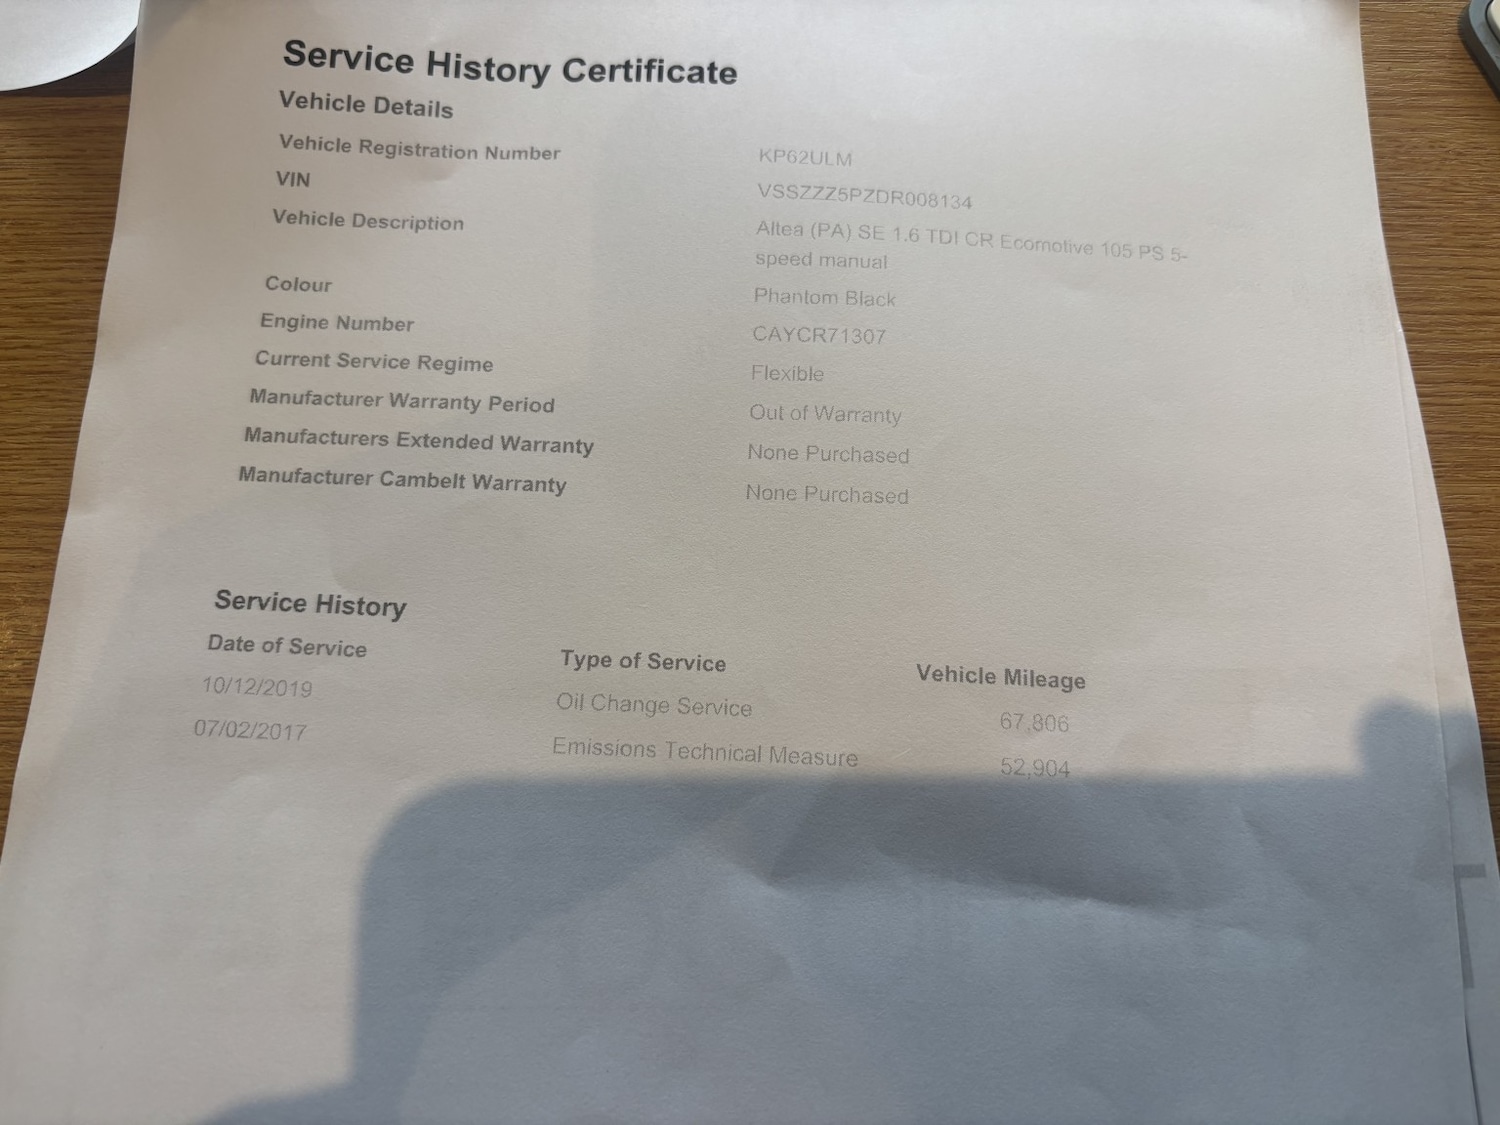 Service History Certificate
Vehicle Details
Vehicle Registration Number KP62ULM
VIN VSSZZZ5PZDR008134
Vehicle Description Altea (PA) SE 1.6 TDI CR Ecomotive 105 PS 5-
speed manual
Colour Phantom Black
Engine Number CAYCR71307
Current Service Regime Flexible
Manufacturer Warranty Period Out of Warranty
Manufacturers Extended Warranty None Purchased
Manufacturer Cambelt Warranty None Purchased
Service History
Date of Service Type of Service Vehicle Mileage
10/12/2019 Oil Change Service 67,806
07/02/2017 Emissions Technical Measure 52,904